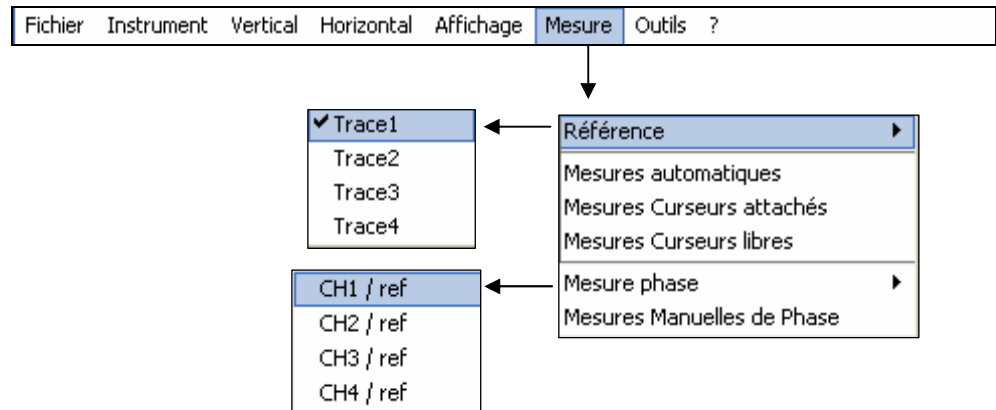 Fichier Instrument Vertical Horizontal Affichage Mesure Outils ?
Trace1
Trace2
Trace3
Trace4
Référence
Mesures automatiques
Mesures Curseurs attachés
Mesures Curseurs libres
Mesure phase
Mesures Manuelles de Phase
CH1 / ref
CH2 / ref
CH3 / ref
CH4 / ref